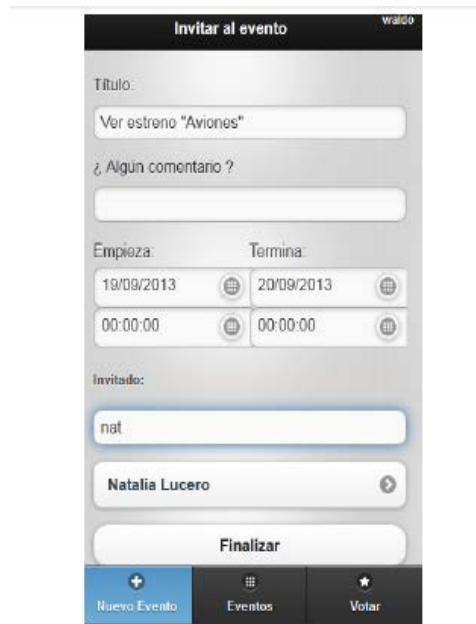 Invitar al evento
waldo
Título:
Ver estreno "Aviones"
¿ Algún comentario ?
Empieza: Termina:
19/09/2013 20/09/2013
00:00:00 00:00:00
Invitado:
nat
Natalia Lucero
Finalizar
Nuevo Evento Eventos Votar